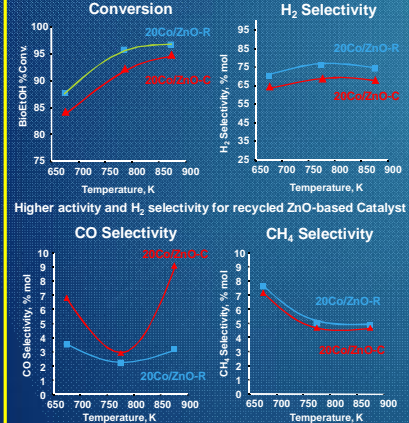 Conversion
H2 Selectivity
BioEtOH % Conv.
100
95
90
85
80
75
20Co/ZnO-R
20Co/ZnO-C
650 700 750 800 850 900
Temperature, K
H2 Selectivity, % mol
95
85
75
65
55
45
35
25
20Co/ZnO-R
20Co/ZnO-C
650 700 750 800 850 900
Temperature, K
Higher activity and H2 selectivity for recycled ZnO-based Catalyst
CO Selectivity
CH4 Selectivity
CO Selectivity, % mol
10
9
8
7
6
5
4
3
2
1
0
20Co/ZnO-C
20Co/ZnO-R
650 700 750 800 850 900
Temperature, K
CH4 Selectivity, % mol
10
9
8
7
6
5
4
3
2
1
0
20Co/ZnO-R
20Co/ZnO-C
650 700 750 800 850 900
Temperature, K